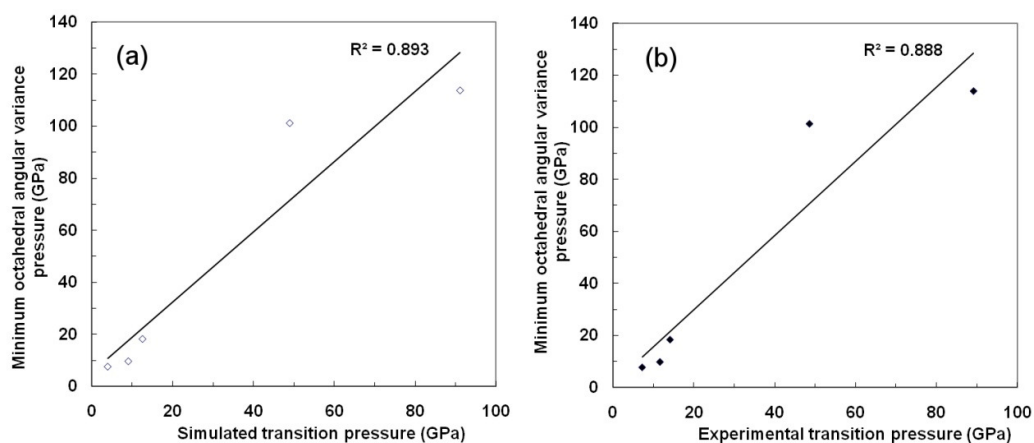 (a)
R² = 0.893
140
120
100
80
60
40
20
0
0 20 40 60 80 100
Minimum octahedral angular variance
pressure (GPa)
Simulated transition pressure (GPa)
(b)
R² = 0.888
140
120
100
80
60
40
20
0
0 20 40 60 80 100
Minimum octahedral angular variance
pressure (GPa)
Experimental transition pressure (GPa)